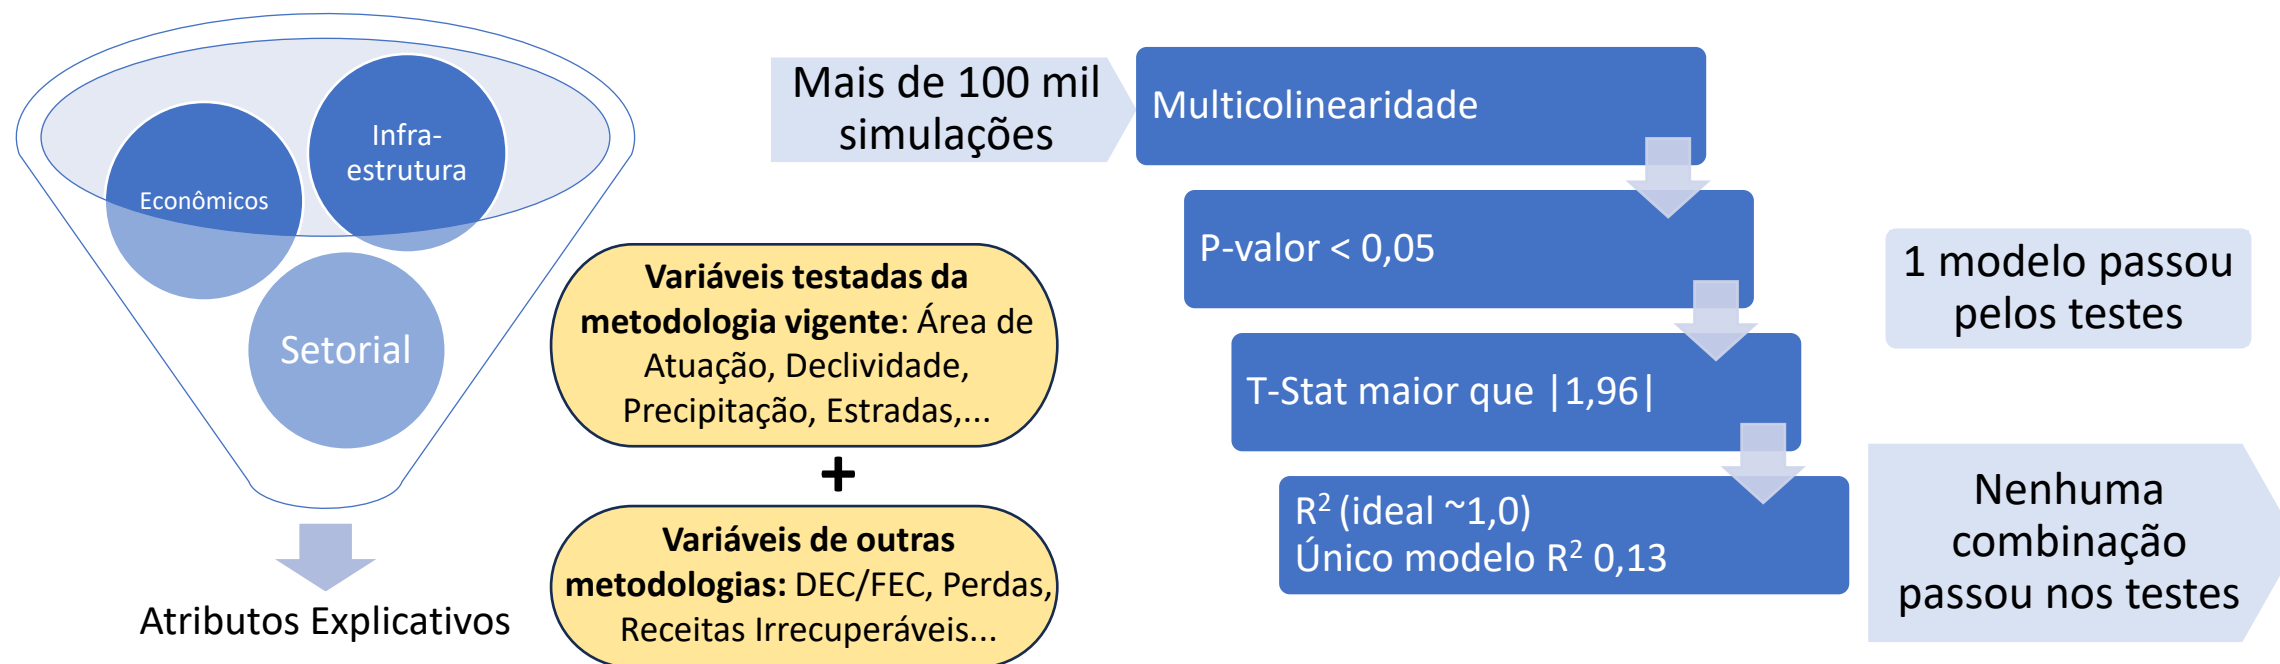 Infra-
estrutura
Econômicos
Setorial
Atributos Explicativos
Variáveis testadas da
metodologia vigente: Área de
Atuação, Declividade,
Precipitação, Estradas,...
+
Variáveis de outras
metodologias: DEC/FEC, Perdas,
Receitas Irrecuperáveis...
Mais de 100 mil
simulações
Multicolinearidade
P-valor < 0,05
T-Stat maior que |1,96|
R² (ideal ~1,0)
Único modelo R² 0,13
1 modelo passou
pelos testes
Nenhuma
combinação
passou nos testes